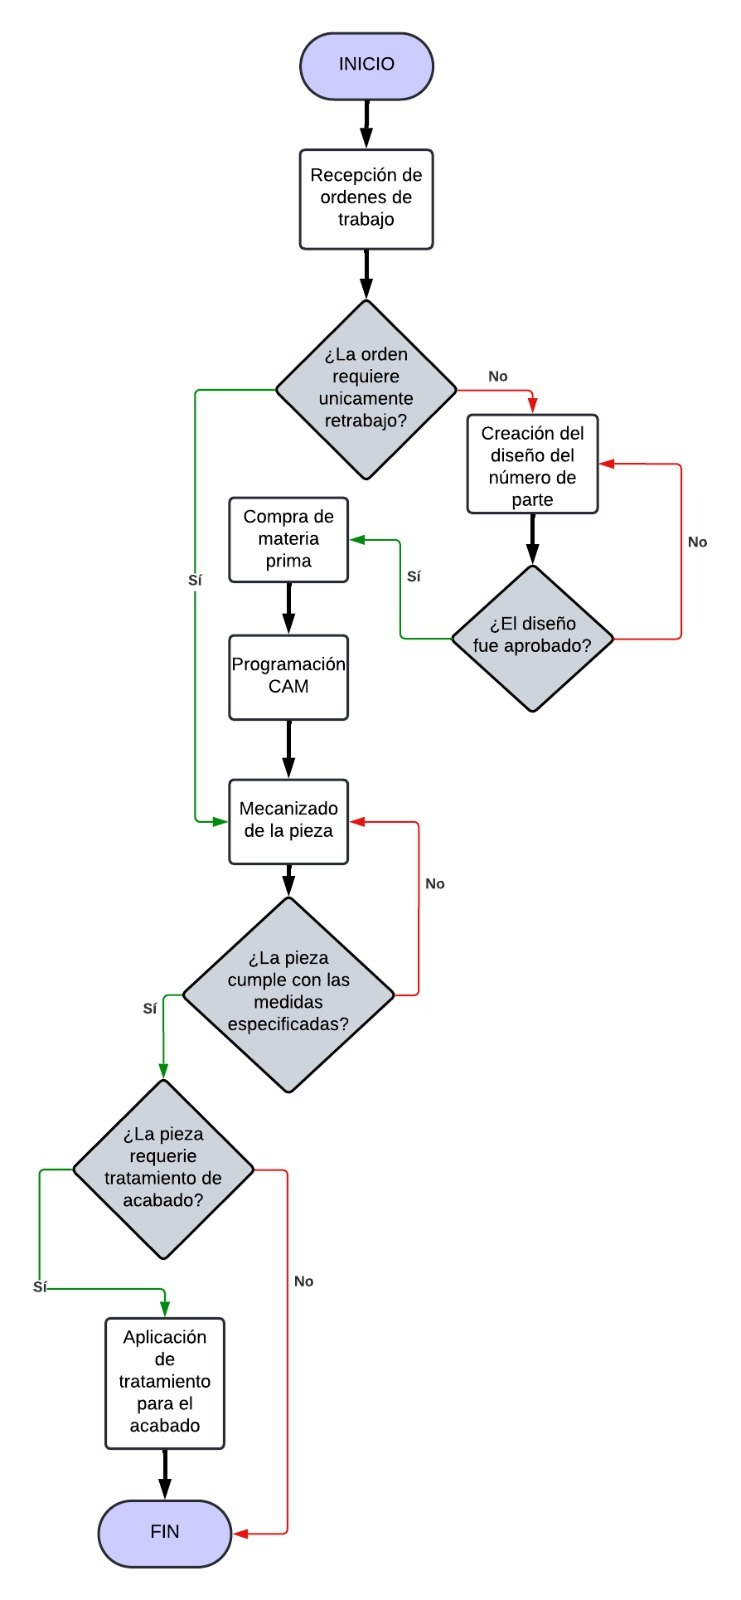 INICIO
Recepción de
ordenes de
trabajo
¿La orden
requiere
unicamente
retrabajo?
No
Creación del
diseño del
número de
parte
No
Compra de
materia
prima
Sí
Sí
¿El diseño
fue aprobado?
Programación
CAM
Mecanizado
de la pieza
No
¿La pieza
cumple con las
medidas
especificadas?
Sí
¿La pieza
requerie
tratamiento de
acabado?
Sí
No
Aplicación
de
tratamiento
para el
acabado
FIN